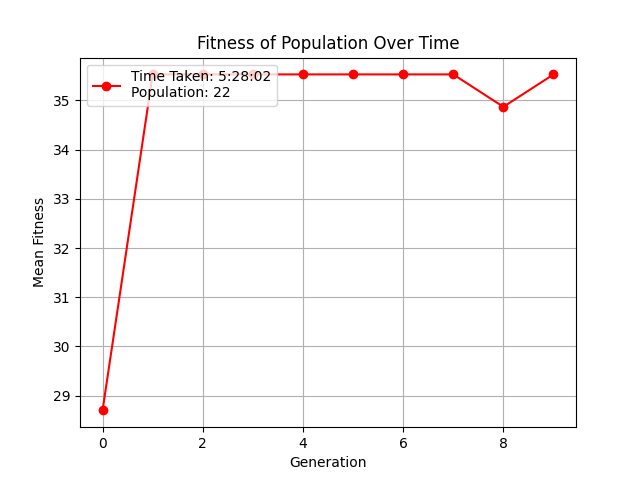 Fitness of Population Over Time
Time Taken: 5:28:02
Population: 22
35
34
33
32
31
30
29
Mean Fitness
0 2 4 6 8
Generation